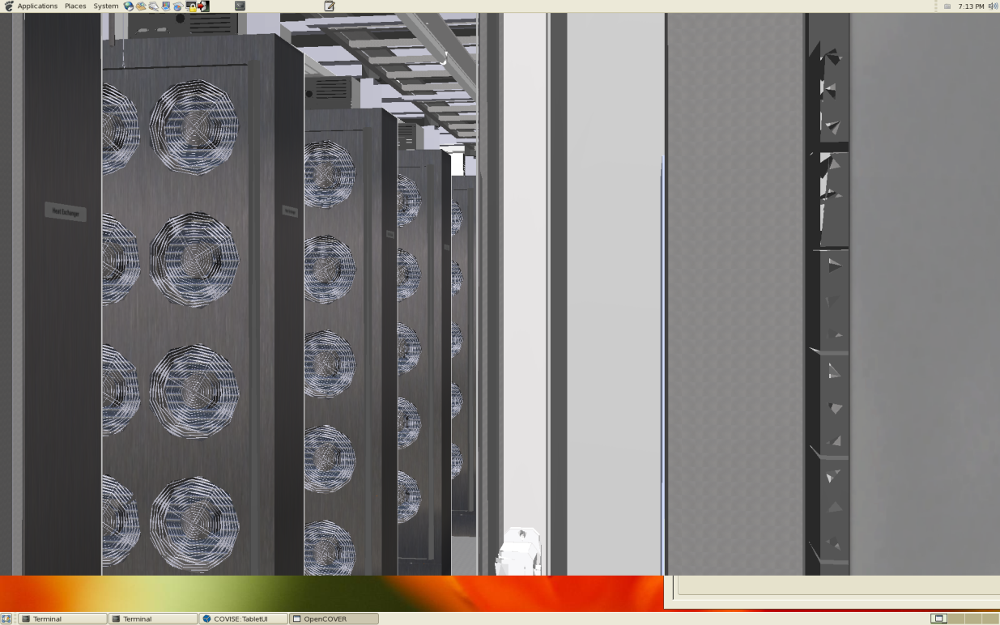 Applications Places System
7:13 PM
Heat Exchanger
Terminal
Terminal
COVISE:TabletUI
OpenCOVER